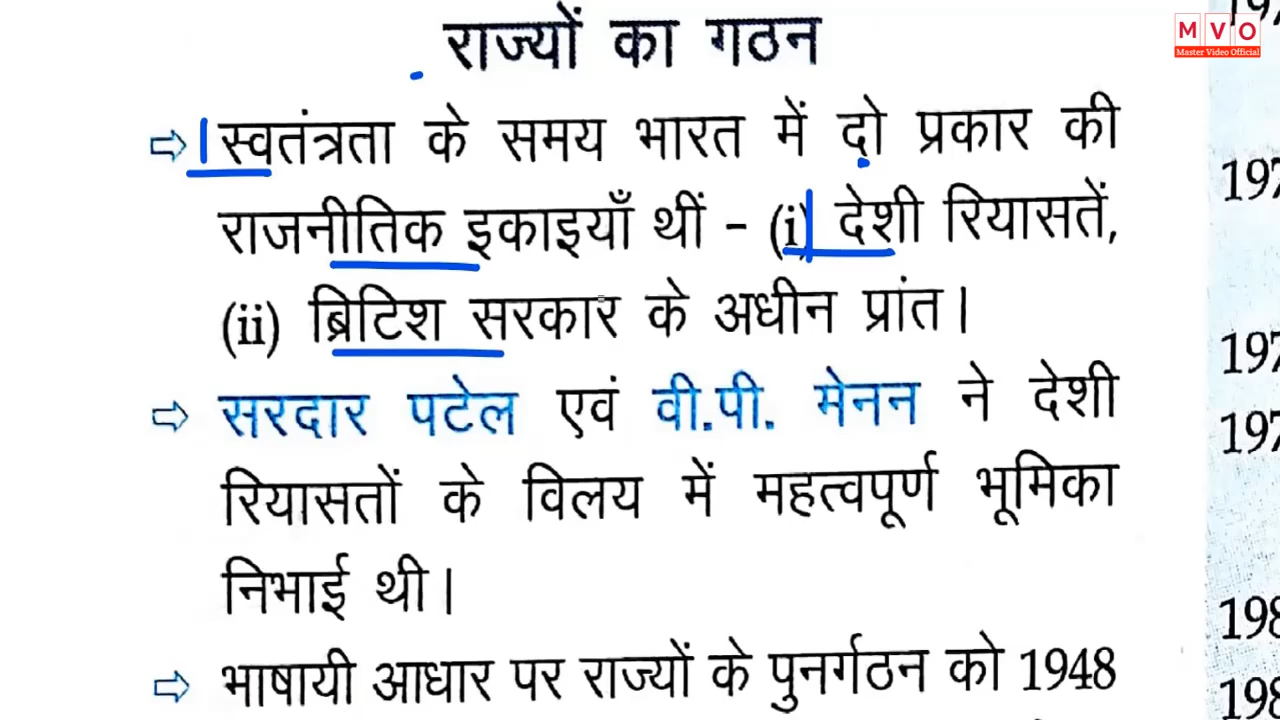 राज्यों का गठन
M V O
Master Video Official
⇨ स्वतंत्रता के समय भारत में दो प्रकार की
राजनीतिक इकाइयाँ थीं - (i) देशी रियासतें,
(ii) ब्रिटिश सरकार के अधीन प्रांत।
⇨ सरदार पटेल एवं वी.पी. मेनन ने देशी
रियासतों के विलय में महत्वपूर्ण भूमिका
निभाई थी।
⇨ भाषायी आधार पर राज्यों के पुनर्गठन को 1948